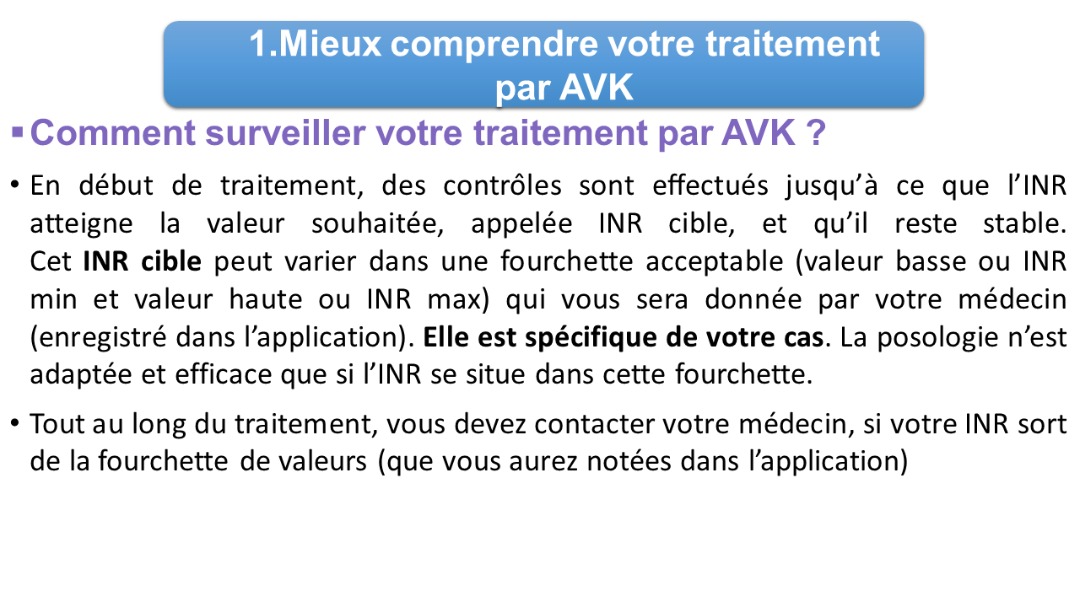 1.Mieux comprendre votre traitement
par AVK
▪ Comment surveiller votre traitement par AVK ?
• En début de traitement, des contrôles sont effectués jusqu’à ce que l’INR
atteigne la valeur souhaitée, appelée INR cible, et qu’il reste stable.
Cet INR cible peut varier dans une fourchette acceptable (valeur basse ou INR
min et valeur haute ou INR max) qui vous sera donnée par votre médecin
(enregistré dans l’application). Elle est spécifique de votre cas. La posologie n’est
adaptée et efficace que si l’INR se situe dans cette fourchette.
• Tout au long du traitement, vous devez contacter votre médecin, si votre INR sort
de la fourchette de valeurs (que vous aurez notées dans l’application)